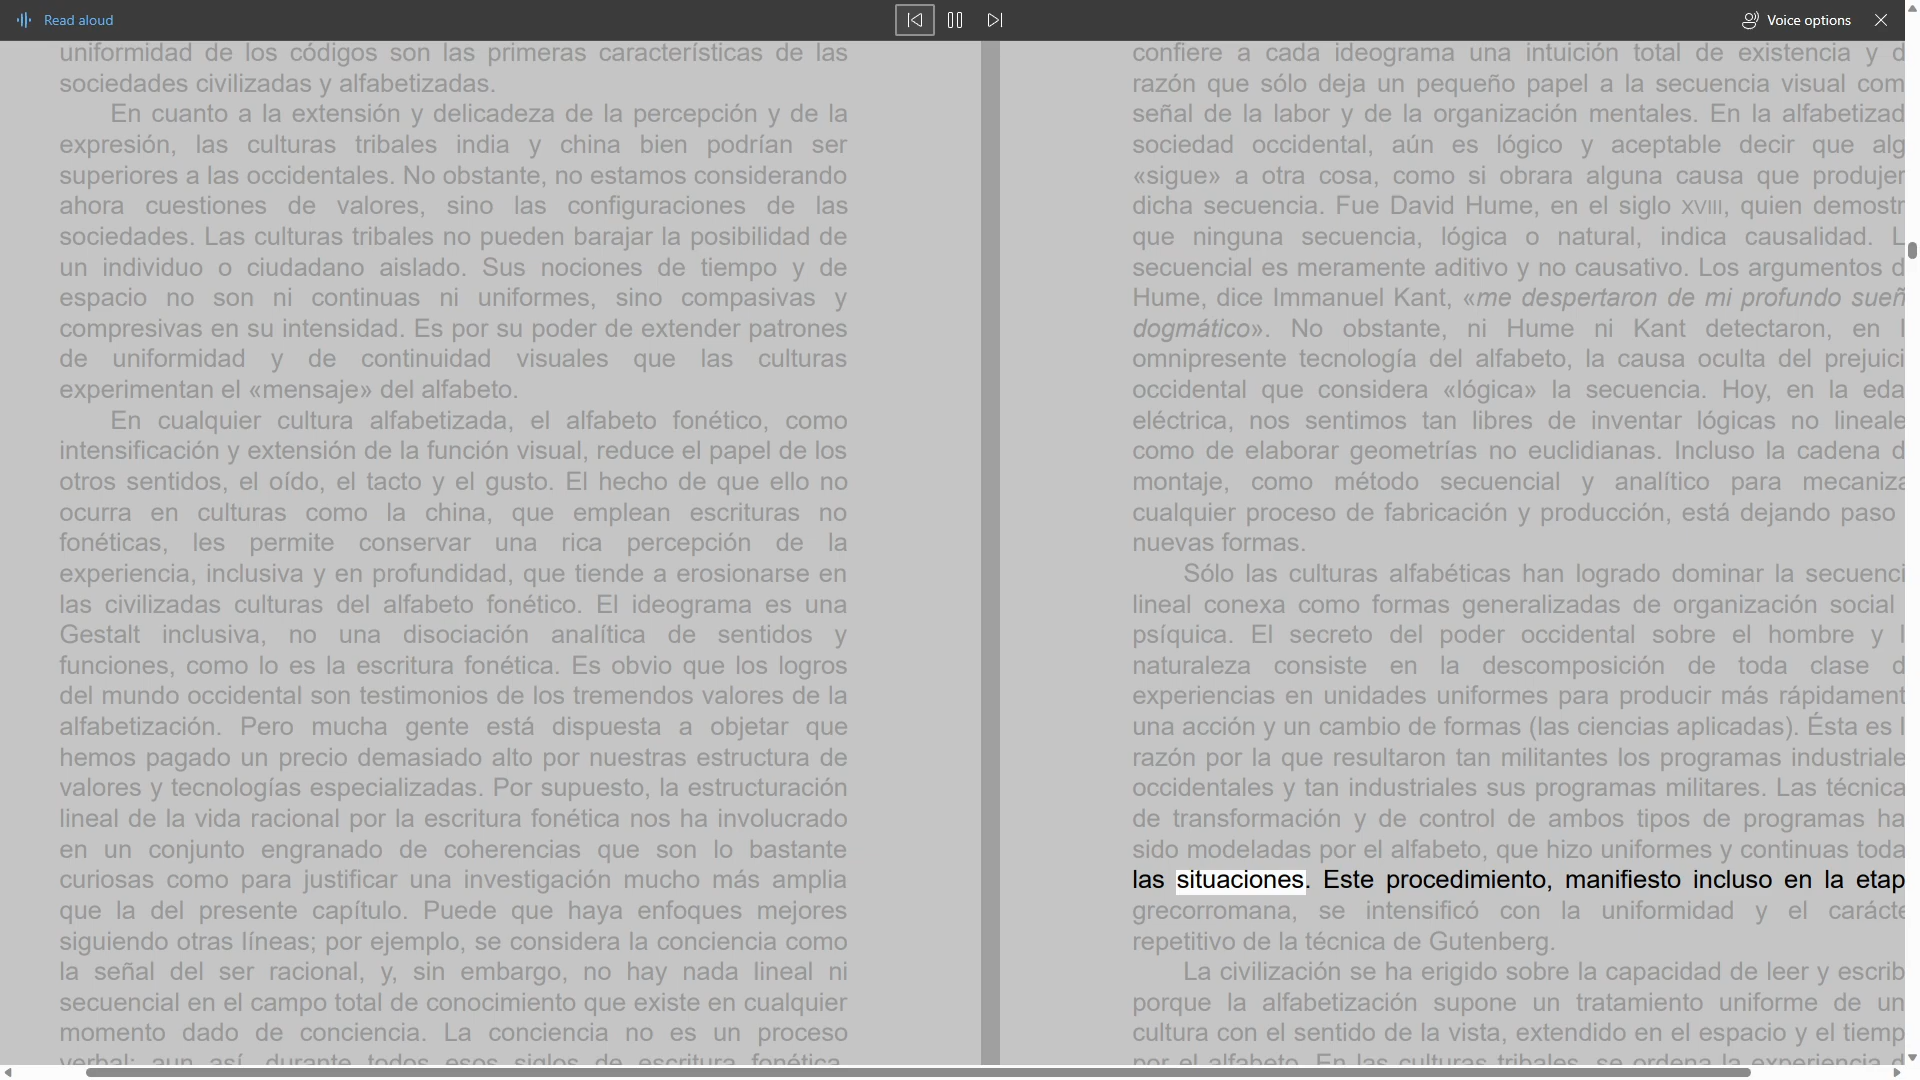 Read aloud
Voice options
uniformidad de los códigos son las primeras características de las
sociedades civilizadas y alfabetizadas.
En cuanto a la extensión y delicadeza de la percepción y de la
expresión, las culturas tribales india y china bien podrían ser
superiores a las occidentales. No obstante, no estamos considerando
ahora cuestiones de valores, sino las configuraciones de las
sociedades. Las culturas tribales no pueden barajar la posibilidad de
un individuo o ciudadano aislado. Sus nociones de tiempo y de
espacio no son ni continuas ni uniformes, sino compasivas y
compresivas en su intensidad. Es por su poder de extender patrones
de uniformidad y de continuidad visuales que las culturas
experimentan el «mensaje» del alfabeto.
En cualquier cultura alfabetizada, el alfabeto fonético, como
intensificación y extensión de la función visual, reduce el papel de los
otros sentidos, el oído, el tacto y el gusto. El hecho de que ello no
ocurra en culturas como la china, que emplean escrituras no
fonéticas, les permite conservar una rica percepción de la
experiencia, inclusiva y en profundidad, que tiende a erosionarse en
las civilizadas culturas del alfabeto fonético. El ideograma es una
Gestalt inclusiva, no una disociación analítica de sentidos y
funciones, como lo es la escritura fonética. Es obvio que los logros
del mundo occidental son testimonios de los tremendos valores de la
alfabetización. Pero mucha gente está dispuesta a objetar que
hemos pagado un precio demasiado alto por nuestras estructura de
valores y tecnologías especializadas. Por supuesto, la estructuración
lineal de la vida racional por la escritura fonética nos ha involucrado
en un conjunto engranado de coherencias que son lo bastante
curiosas como para justificar una investigación mucho más amplia
que la del presente capítulo. Puede que haya enfoques mejores
siguiendo otras líneas; por ejemplo, se considera la conciencia como
la señal del ser racional, y, sin embargo, no hay nada lineal ni
secuencial en el campo total de conocimiento que existe en cualquier
momento dado de conciencia. La conciencia no es un proceso
verbal; aun así, durante todos esos siglos de escritura fonética,
confiere a cada ideograma una intuición total de existencia y d
razón que sólo deja un pequeño papel a la secuencia visual com
señal de la labor y de la organización mentales. En la alfabetizad
sociedad occidental, aún es lógico y aceptable decir que alg
«sigue» a otra cosa, como si obrara alguna causa que produjer
dicha secuencia. Fue David Hume, en el siglo XVIII, quien demostr
que ninguna secuencia, lógica o natural, indica causalidad. L
secuencial es meramente aditivo y no causativo. Los argumentos d
Hume, dice Immanuel Kant, «me despertaron de mi profundo sueñ
dogmático». No obstante, ni Hume ni Kant detectaron, en l
omnipresente tecnología del alfabeto, la causa oculta del prejuici
occidental que considera «lógica» la secuencia. Hoy, en la eda
eléctrica, nos sentimos tan libres de inventar lógicas no lineale
como de elaborar geometrías no euclidianas. Incluso la cadena d
montaje, como método secuencial y analítico para mecaniza
cualquier proceso de fabricación y producción, está dejando paso
nuevas formas.
Sólo las culturas alfabéticas han logrado dominar la secuenci
lineal conexa como formas generalizadas de organización social
psíquica. El secreto del poder occidental sobre el hombre y l
naturaleza consiste en la descomposición de toda clase d
experiencias en unidades uniformes para producir más rápidament
una acción y un cambio de formas (las ciencias aplicadas). Ésta es l
razón por la que resultaron tan militantes los programas industriale
occidentales y tan industriales sus programas militares. Las técnica
de transformación y de control de ambos tipos de programas ha
sido modeladas por el alfabeto, que hizo uniformes y continuas toda
las situaciones. Este procedimiento, manifiesto incluso en la etap
grecorromana, se intensificó con la uniformidad y el carácte
repetitivo de la técnica de Gutenberg.
La civilización se ha erigido sobre la capacidad de leer y escrib
porque la alfabetización supone un tratamiento uniforme de un
cultura con el sentido de la vista, extendido en el espacio y el tiemp
por el alfabeto. En las culturas tribales, se ordena la experiencia d